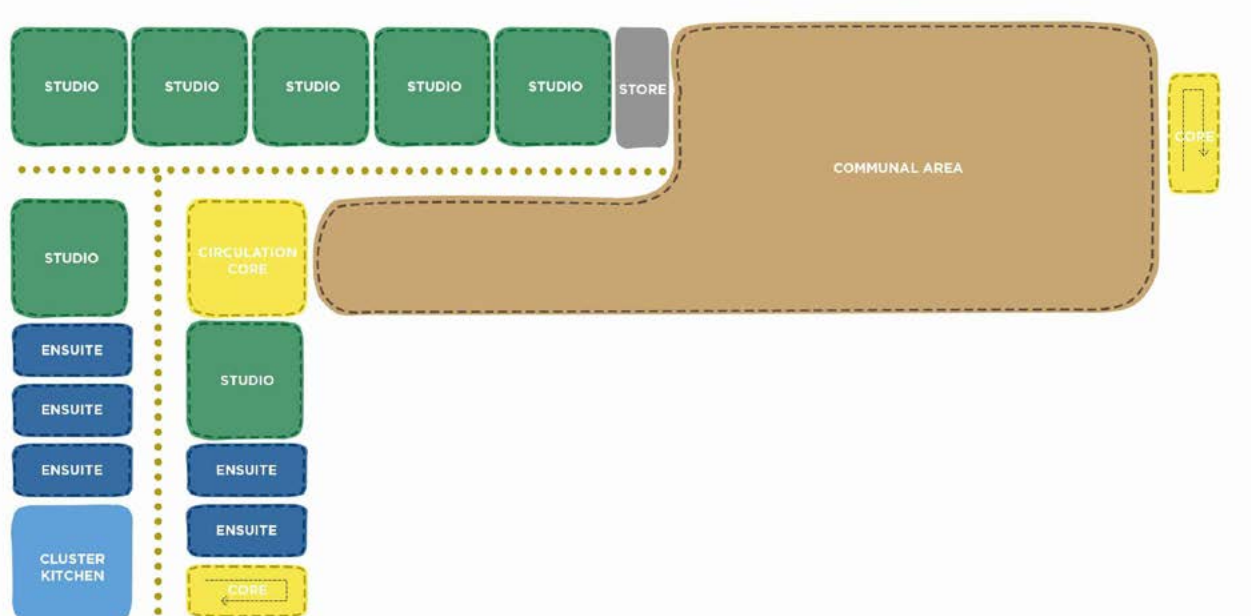 STUDIO
STUDIO
STUDIO
STUDIO
STUDIO
STORE
COMMUNAL AREA
CORE
STUDIO
CIRCULATION
CORE
ENSUITE
STUDIO
ENSUITE
ENSUITE
ENSUITE
ENSUITE
CLUSTER
KITCHEN
CORE